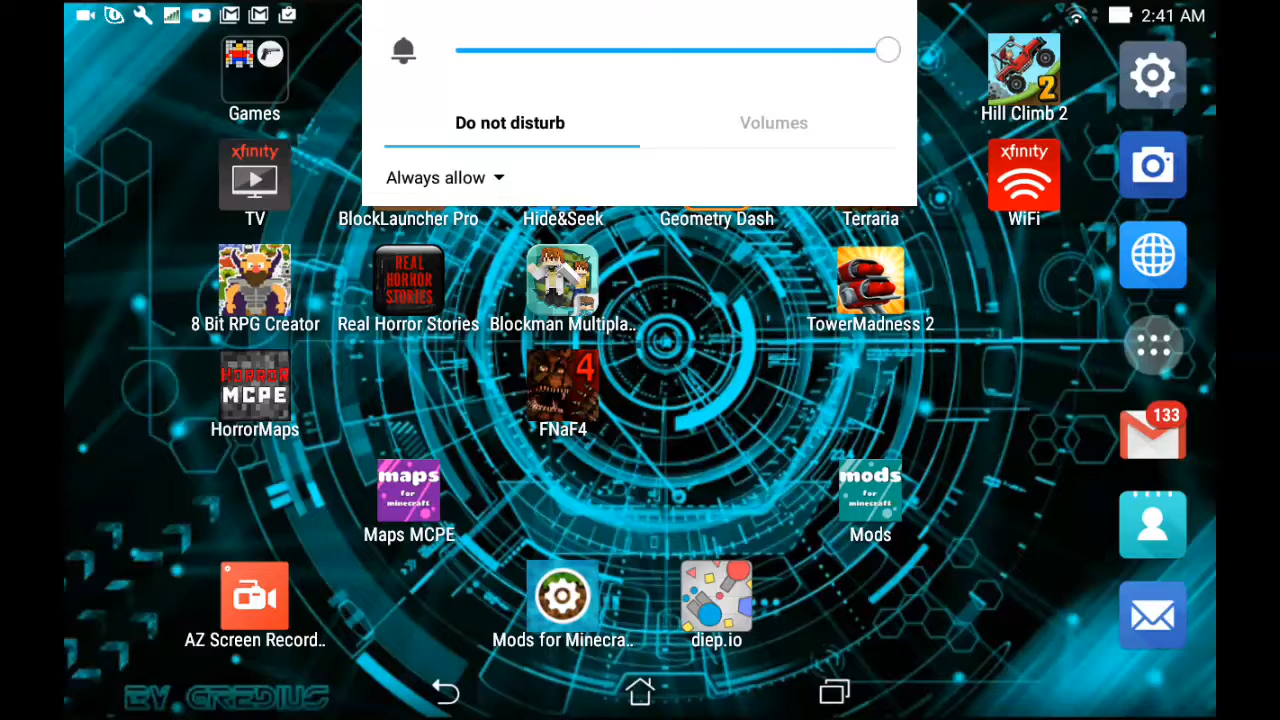 2:41 AM
Do not disturb
Volumes
Always allow
Games
Hill Climb 2
2
xfinity
TV
BlockLauncher Pro
Hide&Seek
Geometry Dash
Terraria
xfinity
WiFi
8 Bit RPG Creator
REAL
HORROR
STORIES
Real Horror Stories
Blockman Multipla..
TowerMadness 2
HORROR
MCPE
HorrorMaps
4
FNaF4
133
maps
for
minecraft
Maps MCPE
mods
for
minecraft
Mods
AZ Screen Record..
Mods for Minecra..
diep.io
BY GREDIUS